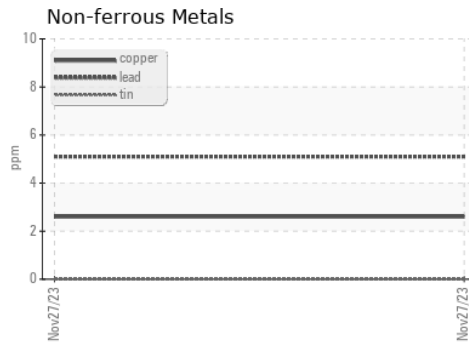 Non-ferrous Metals
10
copper
lead
tin
8
6
ppm
4
2
0
Nov27/23
Nov27/23